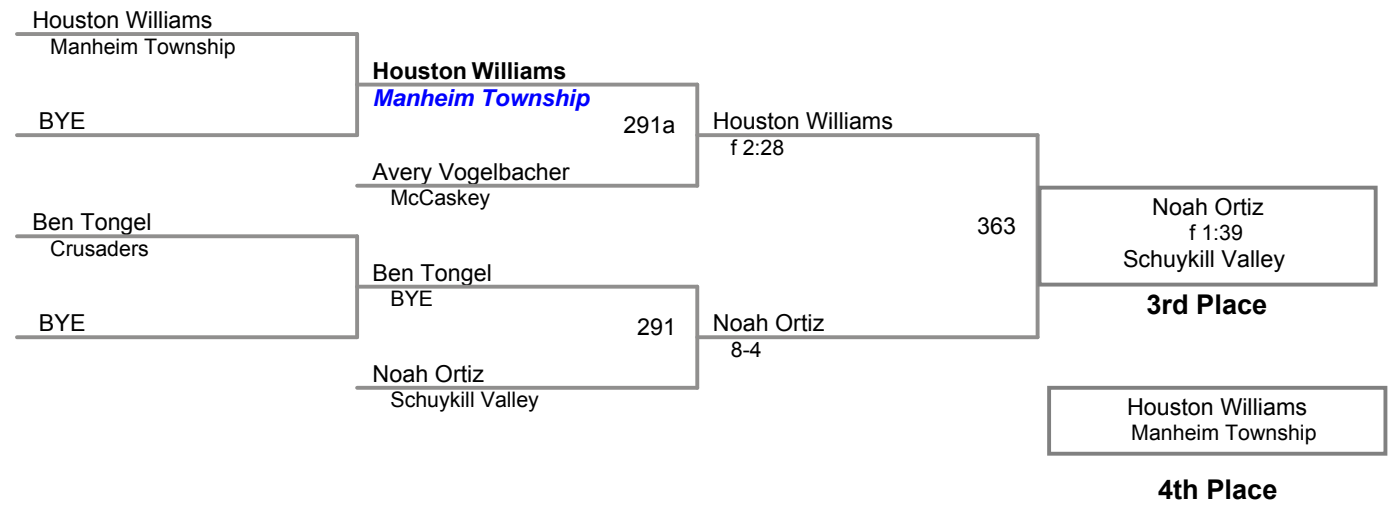 Houston Williams
Manheim Township
BYE
Houston Williams
Manheim Township
291a
Avery Vogelbacher
McCaskey
Houston Williams
f 2:28
Ben Tongel
Crusaders
BYE
Ben Tongel
BYE
291
Noah Ortiz
Schuykill Valley
Noah Ortiz
8-4
363
Noah Ortiz
f 1:39
Schuykill Valley
3rd Place
Houston Williams
Manheim Township
4th Place